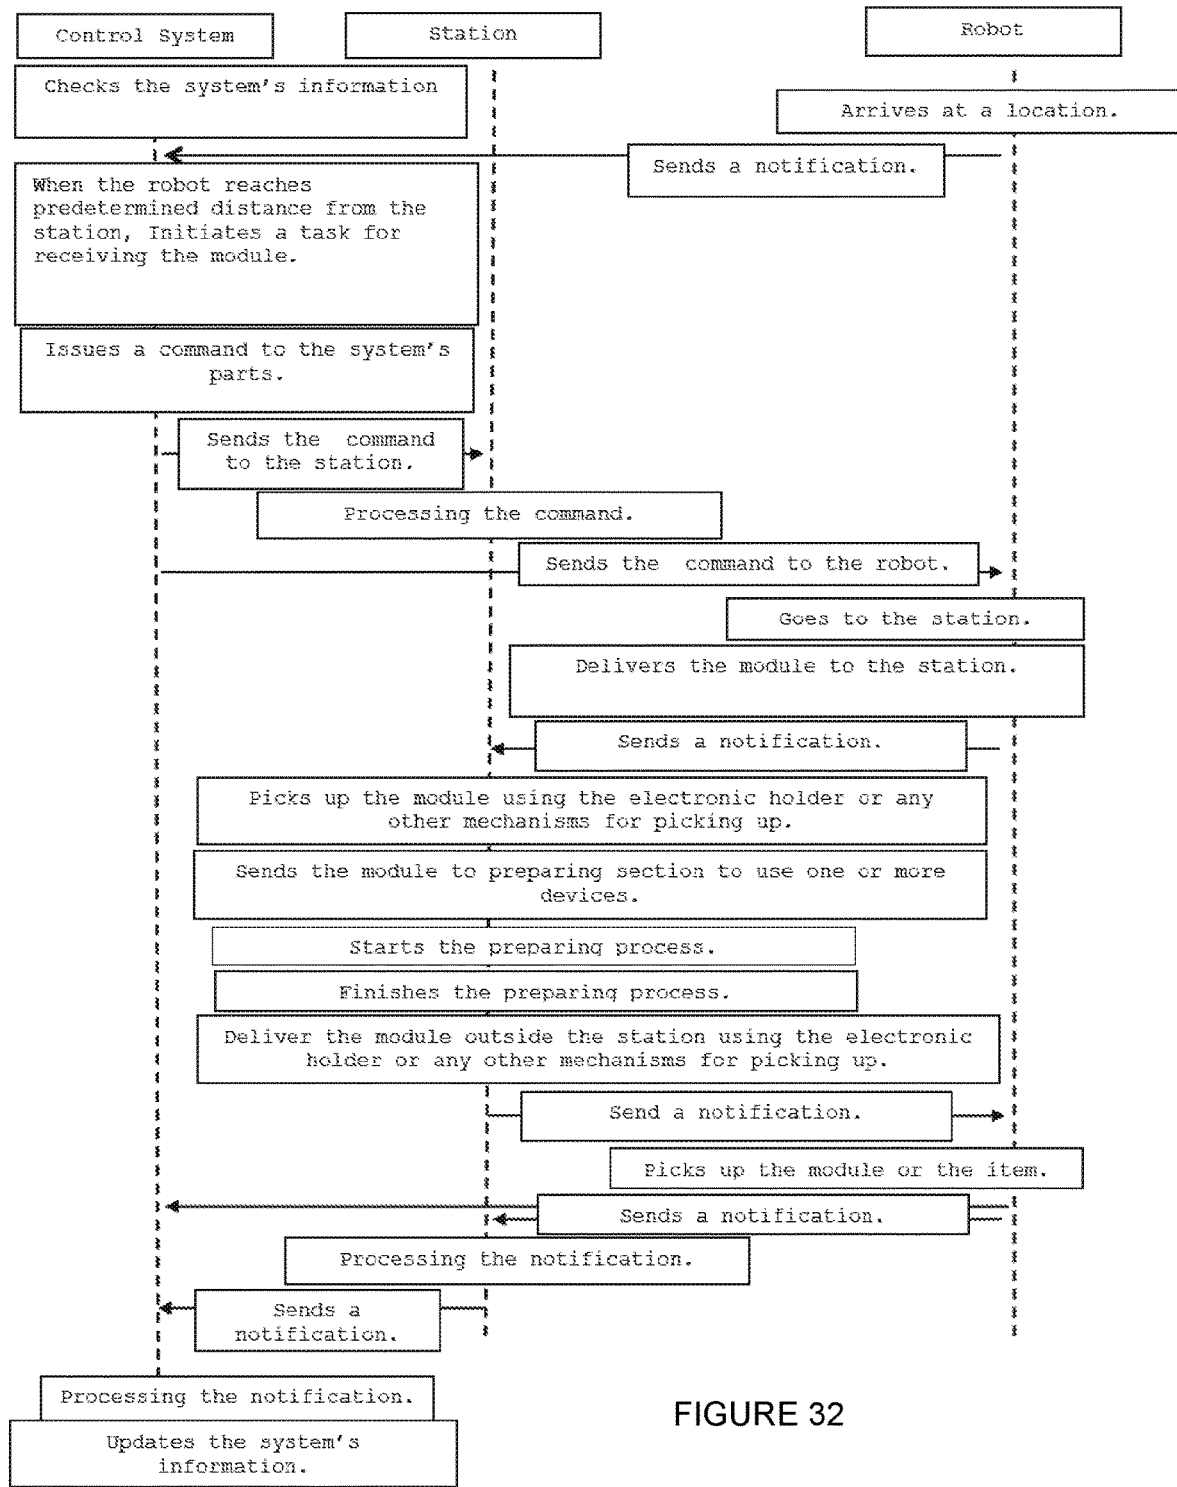 Control System
Station
Robot
Checks the system's information
Arrives at a location.
Sends a notification.
When the robot reaches
predetermined distance from the
station, Initiates a task for
receiving the module.
Issues a command to the system's
parts.
Sends the command
to the station.
Processing the command.
Sends the command to the robot.
Goes to the station.
Delivers the module to the station.
Sends a notification.
Picks up the module using the electronic holder or any
other mechanisms for picking up.
Sends the module to preparing section to use one or more
devices.
Starts the preparing process.
Finishes the preparing process.
Deliver the module outside the station using the electronic
holder or any other mechanisms for picking up.
Send a notification.
Picks up the module or the item.
Sends a notification.
Processing the notification.
Sends a
notification.
Processing the notification.
Updates the system's
information.
FIGURE 32